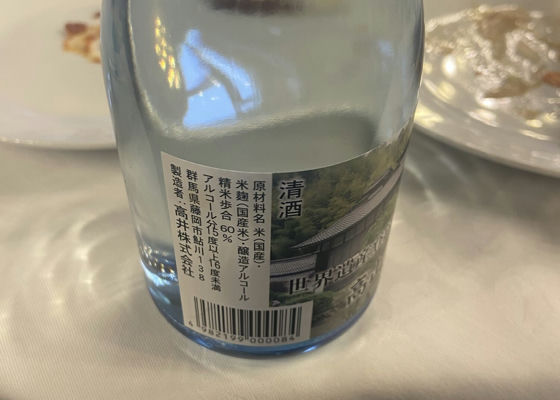 清酒
原材料名 米(国産)・
米麹(国産米)・醸造アルコール
精米歩合 60%
アルコール分15度以上16度未満
群馬県藤岡市鮎川138
製造者:高井株式会社
世界遺産
4982199000084